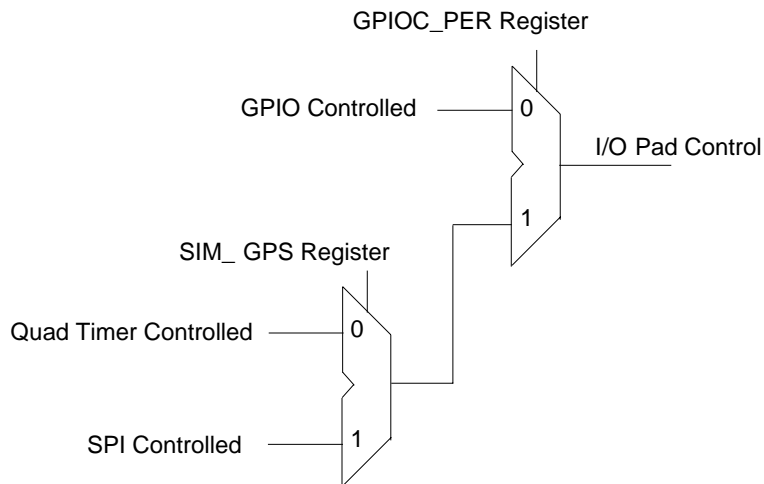 GPIOC_PER Register
GPIO Controlled
0
I/O Pad Control
1
SIM_ GPS Register
Quad Timer Controlled
0
SPI Controlled
1